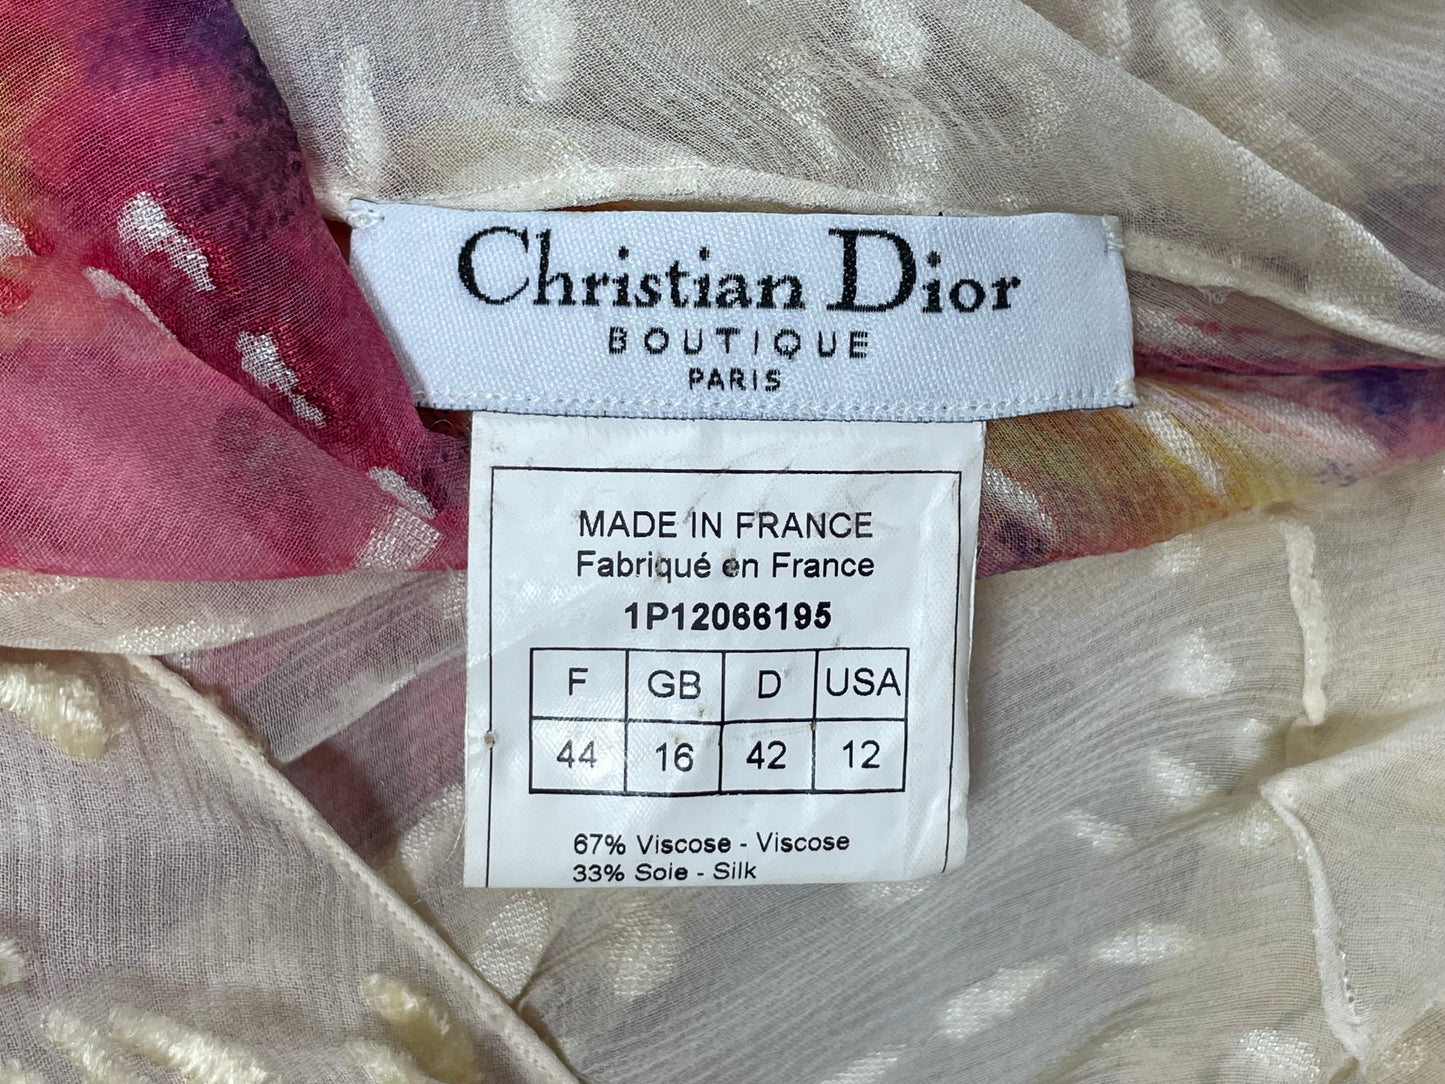 Christian Dior
BOUTIQUE
PARIS
MADE IN FRANCE
Fabriqué en France
1P12066195
F GB D USA
44 16 42 12
67% Viscose - Viscose
33% Soie - Silk